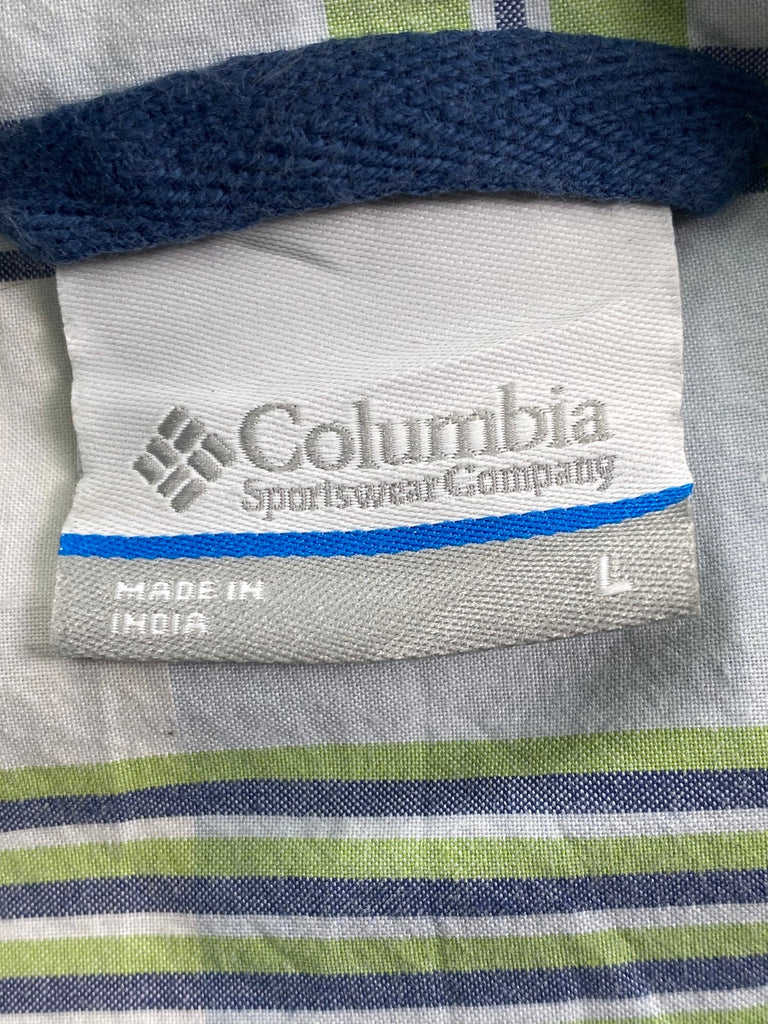 Columbia
Sportswear Company
MADE IN
INDIA
L